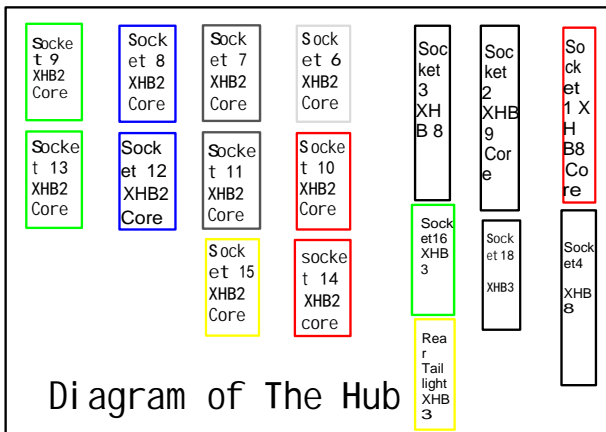 Socke
t 9
XHB2
Core
Sock
et 8
XHB2
Core
Sock
et 7
XHB2
Core
Sock
et 6
XHB2
Core
Soc
ket
3
XH
B 8
Soc
ket
2
XHB
9
Cor
e
So
ck
et
1 X
H
B8
Co
re
Socke
t 13
XHB2
Core
Sock
et 12
XHB2
Core
Socke
t 11
XHB2
Core
Socke
t 10
XHB2
Core
Sock
et 15
XHB2
Core
socke
t 14
XHB2
core
Sock
et16
XHB
3
Sock
et 18
XHB3
Sock
et4
XHB
8
Rea
r
Tail
light
XHB
3
Diagram of The Hub